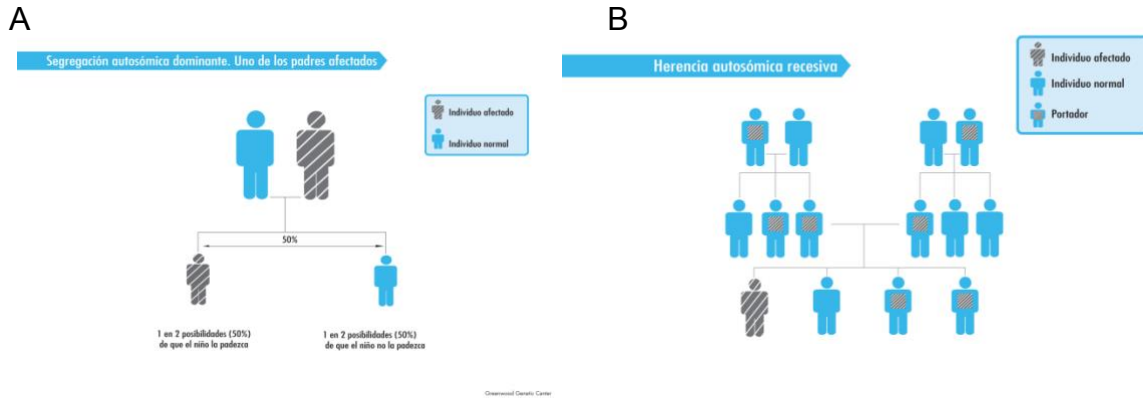 A
Segregación autosómica dominante. Uno de los padres afectados
Individuo afectado
Individuo normal
50%
1 en 2 posibilidades (50%)
de que el niño la padezca
1 en 2 posibilidades (50%)
de que el niño no la padezca
Greenwood Genetic Center
B
Herencia autosómica recesiva
Individuo afectado
Individuo normal
Portador